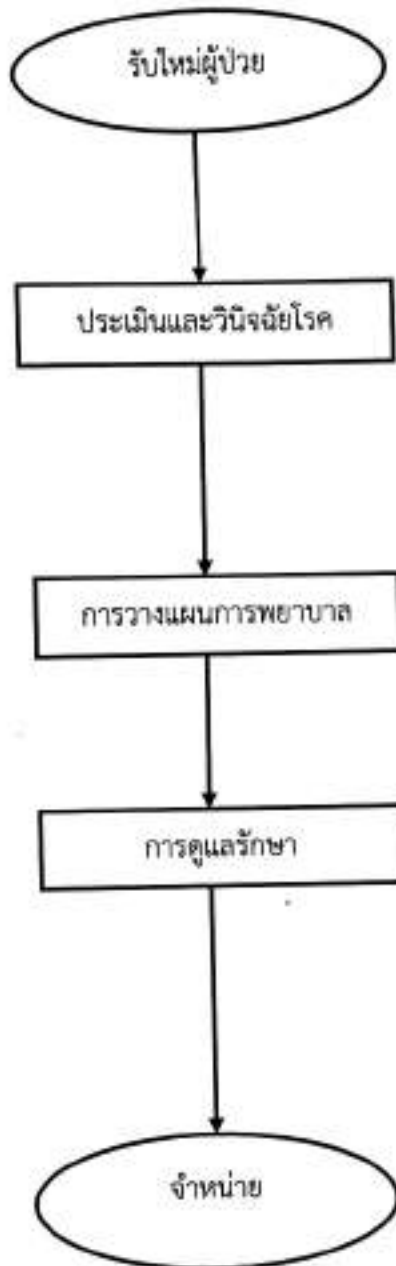 รับใหม่ผู้ป่วย
ประเมินและวินิจฉัยโรค
การวางแผนการพยาบาล
การดูแลรักษา
จำหน่าย